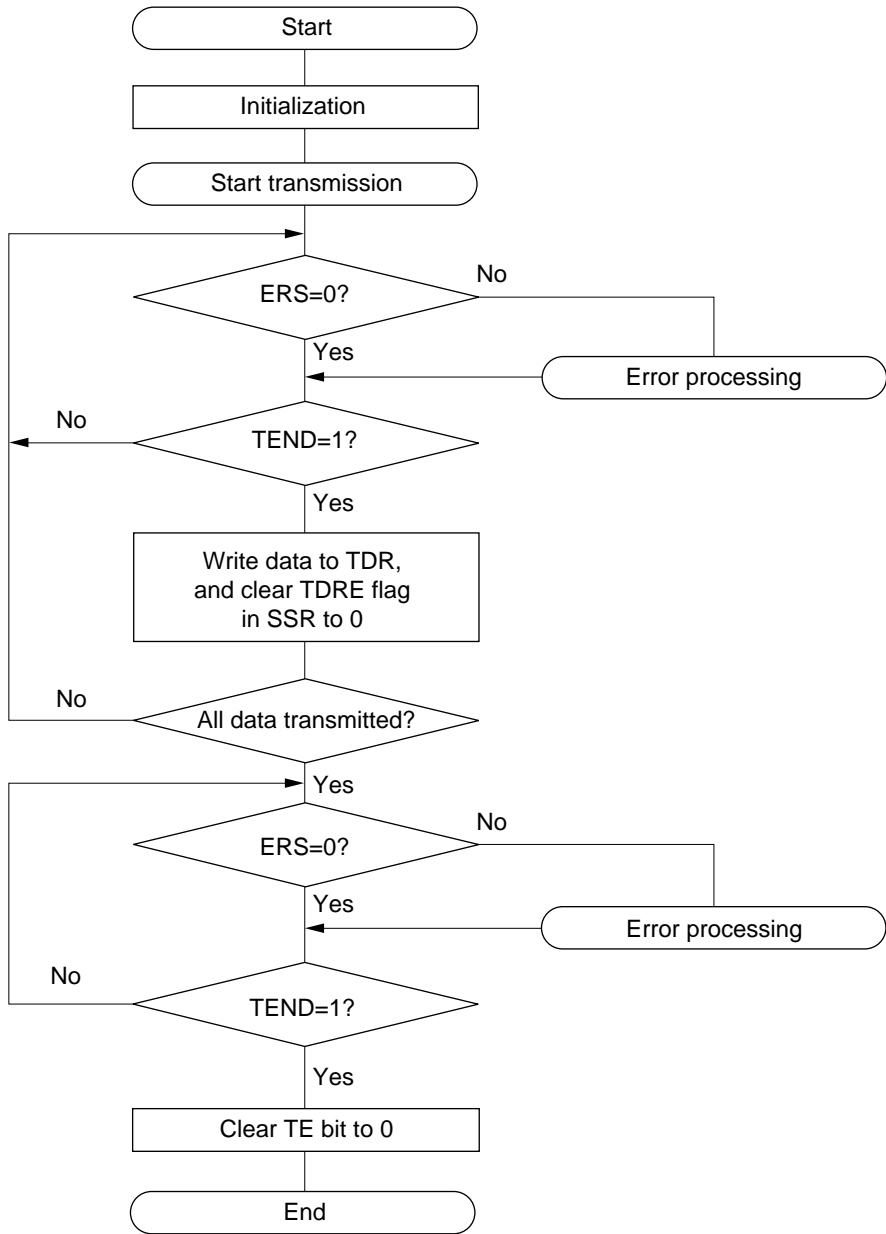 Start
Initialization
Start transmission
ERS=0?
No
Yes
Error processing
No
TEND=1?
Yes
Write data to TDR,
and clear TDRE flag
in SSR to 0
No
All data transmitted?
Yes
ERS=0?
No
Yes
Error processing
No
TEND=1?
Yes
Clear TE bit to 0
End